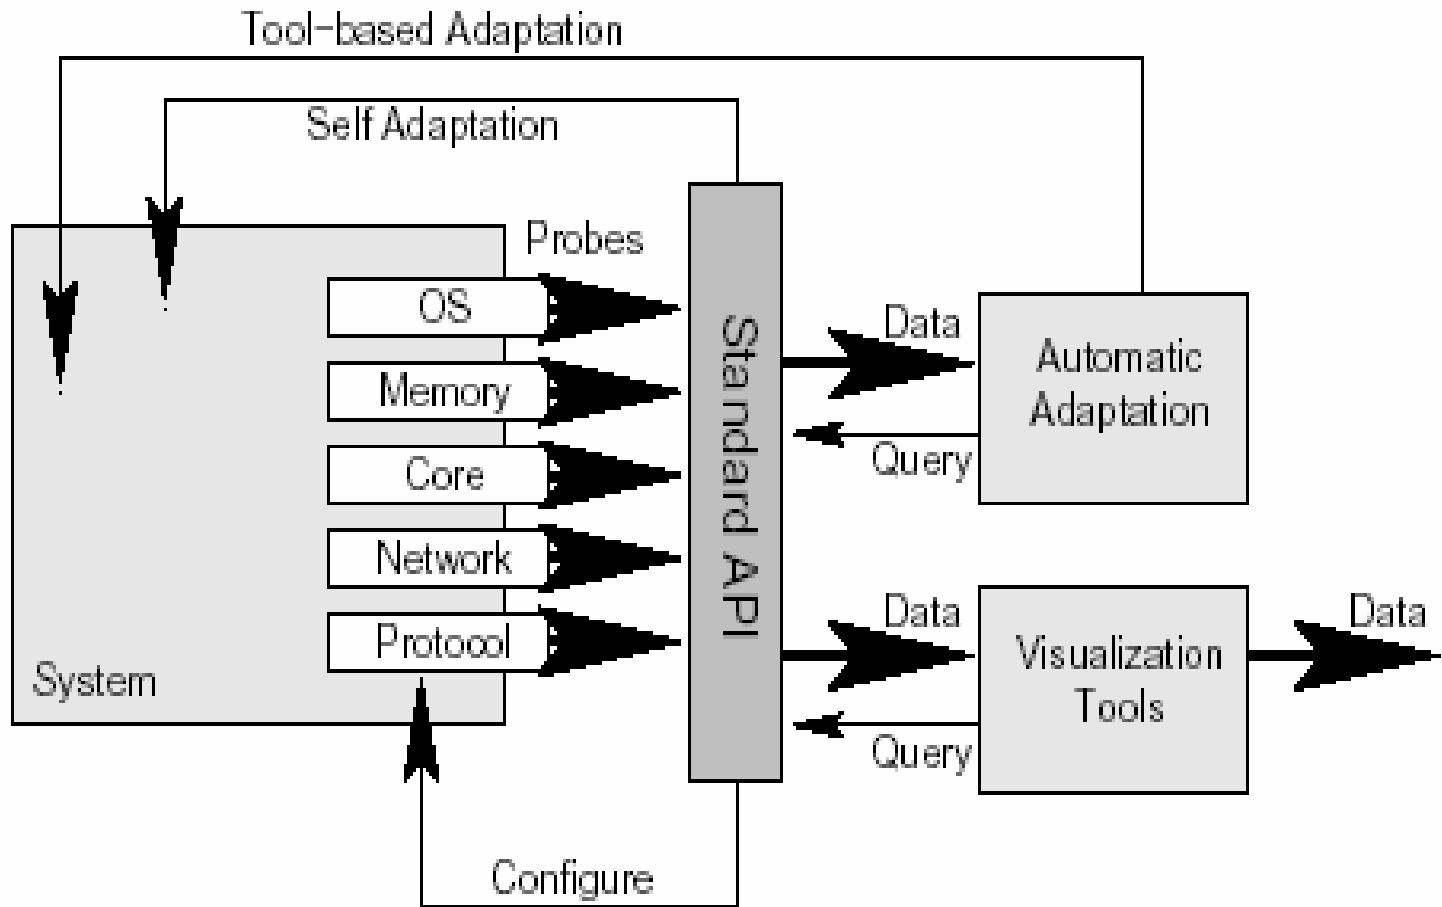 Tool-based Adaptation
Self Adaptation
Probes
OS
Memory
Core
Network
Protocol
System
Configure
Standard API
Data
Query
Automatic
Adaptation
Data
Query
Visualization
Tools
Data